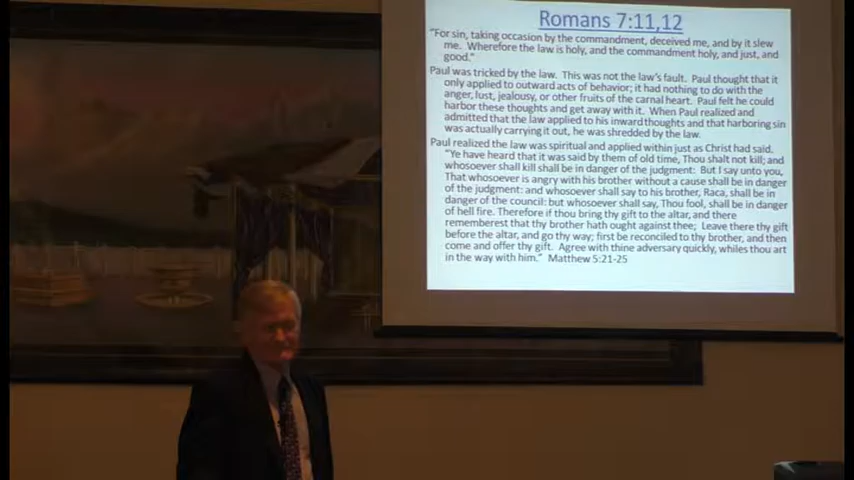 Romans 7:11,12
"For sin, taking occasion by the commandment, deceived me, and by it slew
me. Wherefore the law is holy, and the commandment holy, and just, and
good."
Paul was tricked by the law. This was not the law's fault. Paul thought that it
only applied to outward acts of behavior; it had nothing to do with the
anger, lust, jealousy, or other fruits of the carnal heart. Paul felt he could
harbor these thoughts and get away with it. When Paul realized and
admitted that the law applied to his inward thoughts and that harboring sin
was actually carrying it out, he was shredded by the law.
Paul realized the law was spiritual and applied within just as Christ had said.
"Ye have heard that it was said by them of old time, Thou shalt not kill; and
whosoever shall kill shall be in danger of the judgment: But I say unto you,
That whosoever is angry with his brother without a cause shall be in danger
of the judgment: and whosoever shall say to his brother, Raca, shall be in
danger of the council: but whosoever shall say, Thou fool, shall be in danger
of hell fire. Therefore if thou bring thy gift to the altar, and there
rememberest that thy brother hath ought against thee; Leave there thy gift
before the altar, and go thy way; first be reconciled to thy brother, and then
come and offer thy gift. Agree with thine adversary quickly, whiles thou art
in the way with him." Matthew 5:21-25